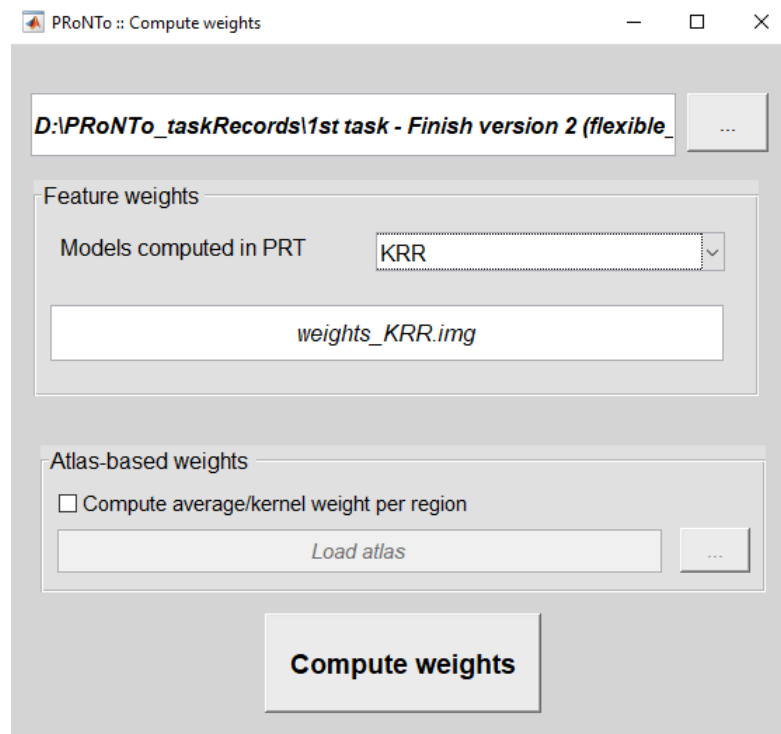 PRoNTo :: Compute weights
D:\PRoNTo_taskRecords\1st task - Finish version 2 (flexible_
...
Feature weights
Models computed in PRT
KRR
weights_KRR.img
Atlas-based weights
Compute average/kernel weight per region
Load atlas
...
Compute weights